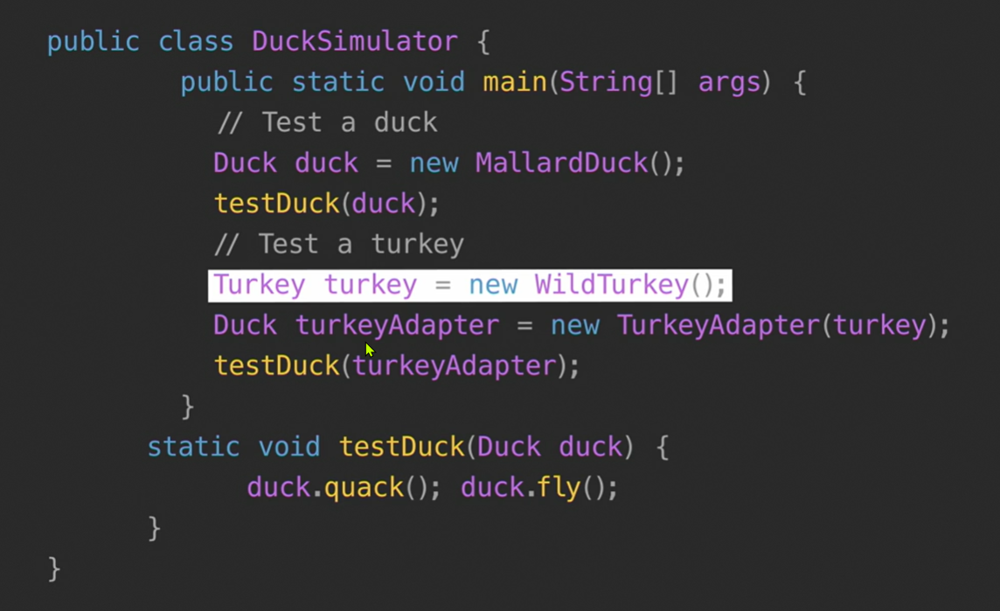 public class DuckSimulator {
public static void main(String[] args) {
// Test a duck
Duck duck = new MallardDuck();
testDuck(duck);
// Test a turkey
Turkey turkey = new WildTurkey();
Duck turkeyAdapter = new TurkeyAdapter(turkey);
testDuck(turkeyAdapter);
}
static void testDuck(Duck duck) {
duck.quack(); duck.fly();
}
}